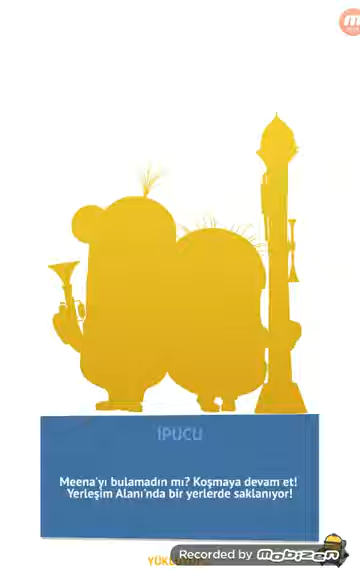 İPUCU
Meena'yı bulamadın mı? Koşmaya devam et!
Yerleşim Alanı'nda bir yerlerde saklanıyor!
Recorded by Mobizen